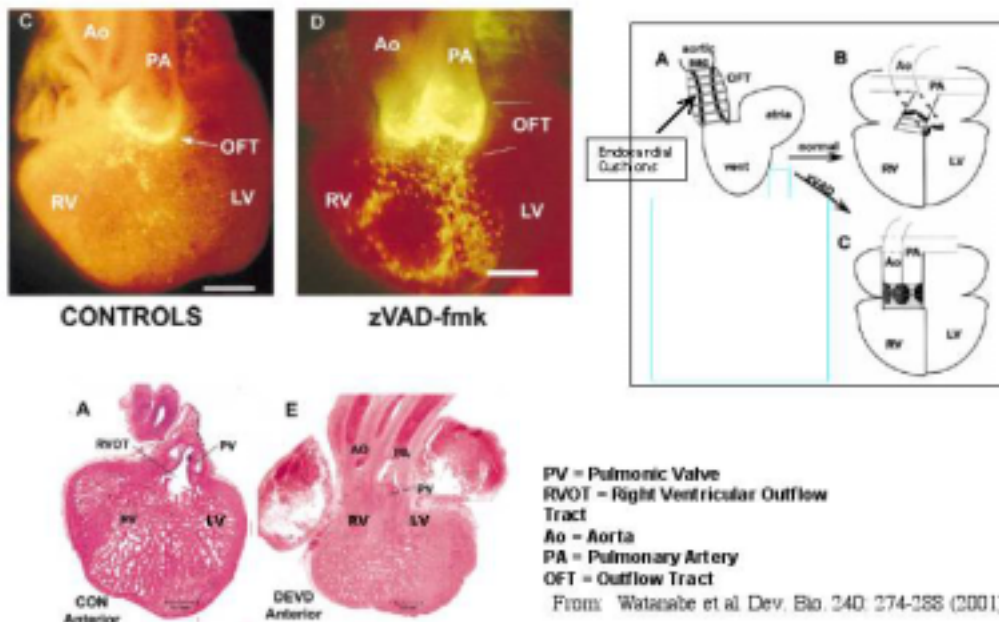 C
Ao
PA
OFT
RV
LV
CONTROLS
D
Ao
PA
OFT
RV
LV
zVAD-fmk
A
aortic
sac
OFT
atria
vent
Endocardial
Cushions
normal
zVAD
B
Ao
PA
RV
LV
C
Ao
PA
RV
LV
A
RVOT
PV
RV
LV
CON
Anterior
E
AO
PA
PV
RV
LV
DEVD
Anterior
PV = Pulmonic Valve
RVOT = Right Ventricular Outflow
Tract
Ao = Aorta
PA = Pulmonary Artery
OFT = Outflow Tract
From: Watanabe et al. Dev. Bio. 240: 274-288 (2001)